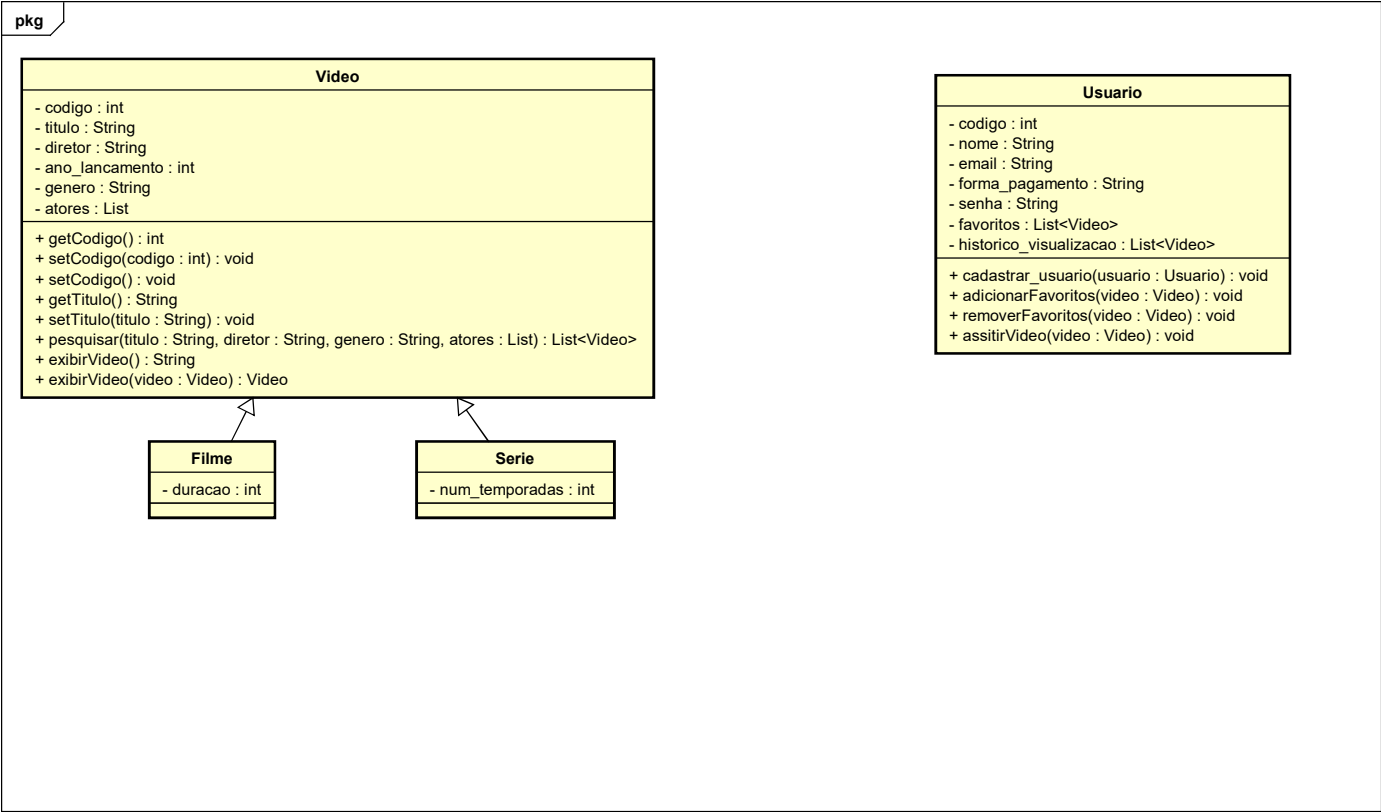 pkg
Video
- codigo : int
- titulo : String
- diretor : String
- ano_lancamento : int
- genero : String
- atores : List
+ getCodigo() : int
+ setCodigo(codigo : int) : void
+ setCodigo() : void
+ getTitulo() : String
+ setTitulo(titulo : String) : void
+ pesquisar(titulo : String, diretor : String, genero : String, atores : List) : List<Video>
+ exibirVideo() : String
+ exibirVideo(video : Video) : Video
Usuario
- codigo : int
- nome : String
- email : String
- forma_pagamento : String
- senha : String
- favoritos : List<Video>
- historico_visualizacao : List<Video>
+ cadastrar_usuario(usuario : Usuario) : void
+ adicionarFavoritos(video : Video) : void
+ removerFavoritos(video : Video) : void
+ assitirVideo(video : Video) : void
Filme
- duracao : int
Serie
- num_temporadas : int